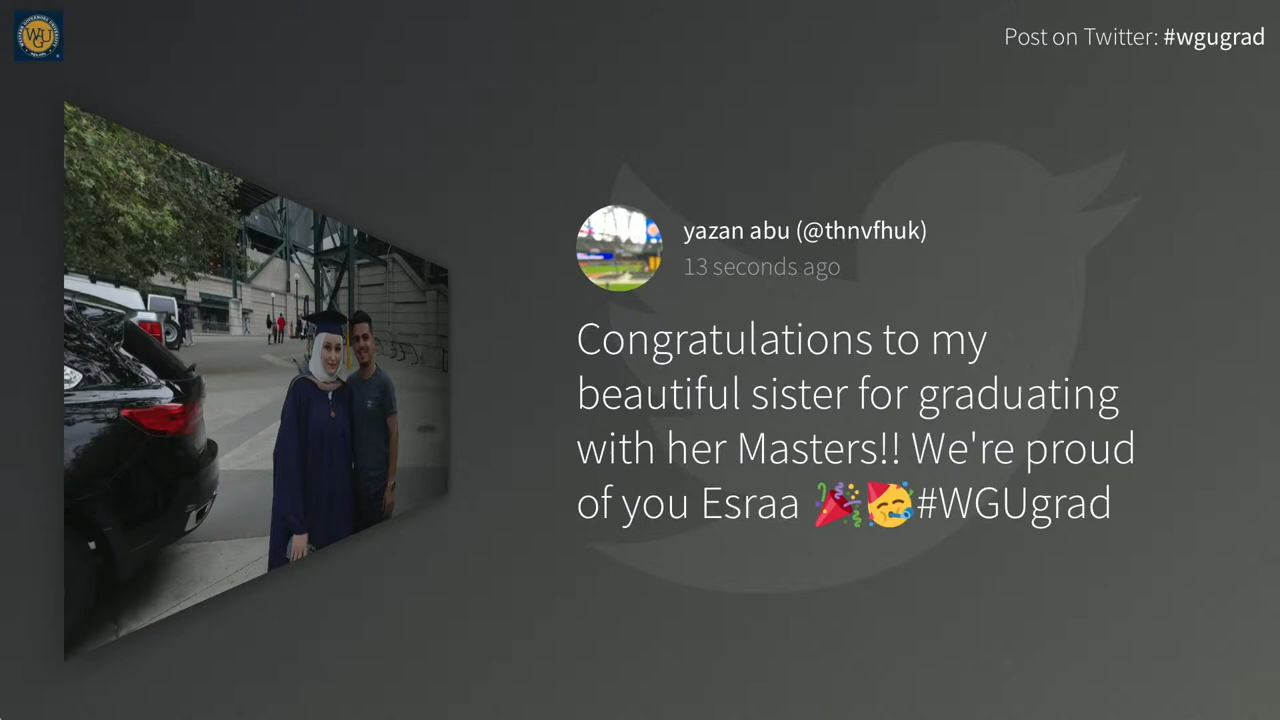 WGU
Post on Twitter: #wgugrad
yazan abu (@thnvfhuk)
13 seconds ago
Congratulations to my
beautiful sister for graduating
with her Masters!! We're proud
of you Esraa 🎉🥳#WGUgrad